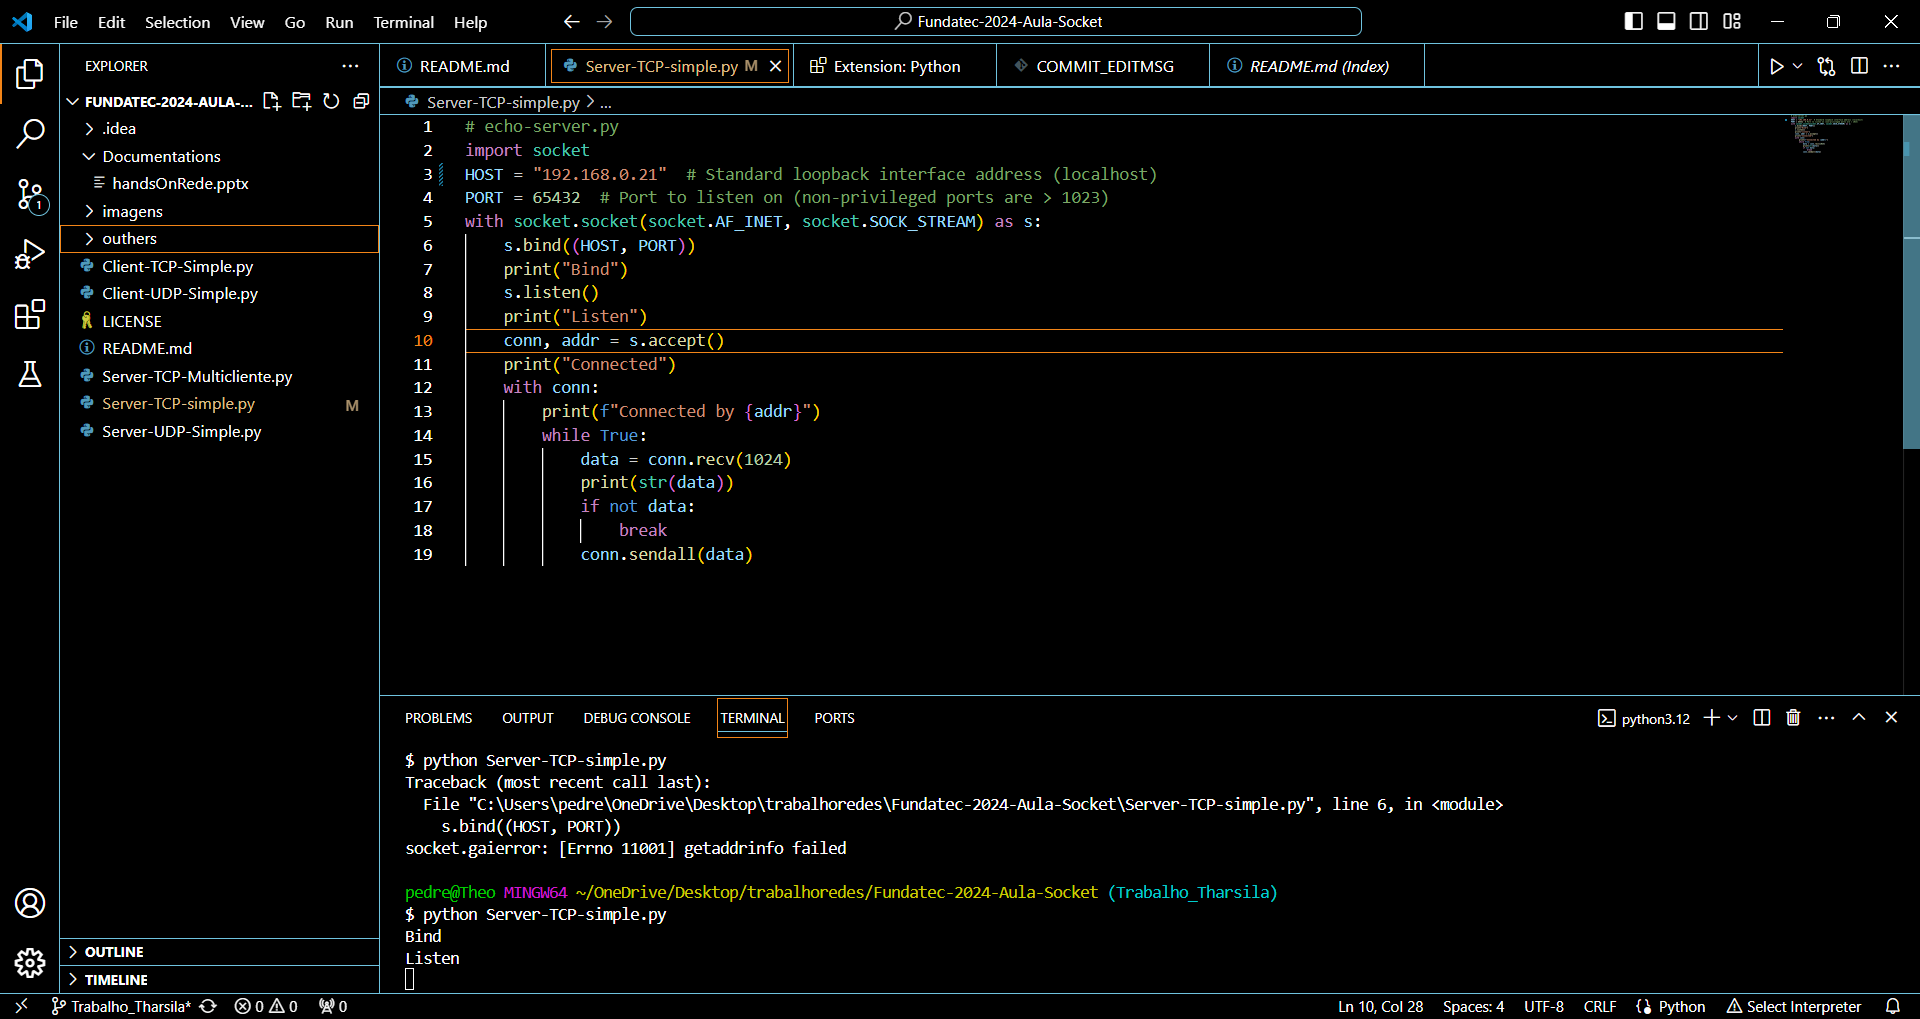 File Edit Selection View Go Run Terminal Help
Fundatec-2024-Aula-Socket
EXPLORER
FUNDATEC-2024-AULA-...
.idea
Documentations
handsOnRede.pptx
imagens
outhers
Client-TCP-Simple.py
Client-UDP-Simple.py
LICENSE
README.md
Server-TCP-Multicliente.py
Server-TCP-simple.py M
Server-UDP-Simple.py
OUTLINE
TIMELINE
1
README.md Server-TCP-simple.py M Extension: Python COMMIT_EDITMSG README.md (Index)
Server-TCP-simple.py > ...
1 # echo-server.py
2 import socket
3 HOST = "192.168.0.21"  # Standard loopback interface address (localhost)
4 PORT = 65432  # Port to listen on (non-privileged ports are > 1023)
5 with socket.socket(socket.AF_INET, socket.SOCK_STREAM) as s:
6     s.bind((HOST, PORT))
7     print("Bind")
8     s.listen()
9     print("Listen")
10     conn, addr = s.accept()
11     print("Connected")
12     with conn:
13         print(f"Connected by {addr}")
14         while True:
15             data = conn.recv(1024)
16             print(str(data))
17             if not data:
18                 break
19             conn.sendall(data)
PROBLEMS OUTPUT DEBUG CONSOLE TERMINAL PORTS
python3.12
$ python Server-TCP-simple.py
Traceback (most recent call last):
  File "C:\Users\pedre\OneDrive\Desktop\trabalhoredes\Fundatec-2024-Aula-Socket\Server-TCP-simple.py", line 6, in <module>
    s.bind((HOST, PORT))
socket.gaierror: [Errno 11001] getaddrinfo failed
pedre@Theo MINGW64 ~/OneDrive/Desktop/trabalhoredes/Fundatec-2024-Aula-Socket (Trabalho_Tharsila)
$ python Server-TCP-simple.py
Bind
Listen
Trabalho_Tharsila* 0 0 0 Ln 10, Col 28 Spaces: 4 UTF-8 CRLF Python Select Interpreter